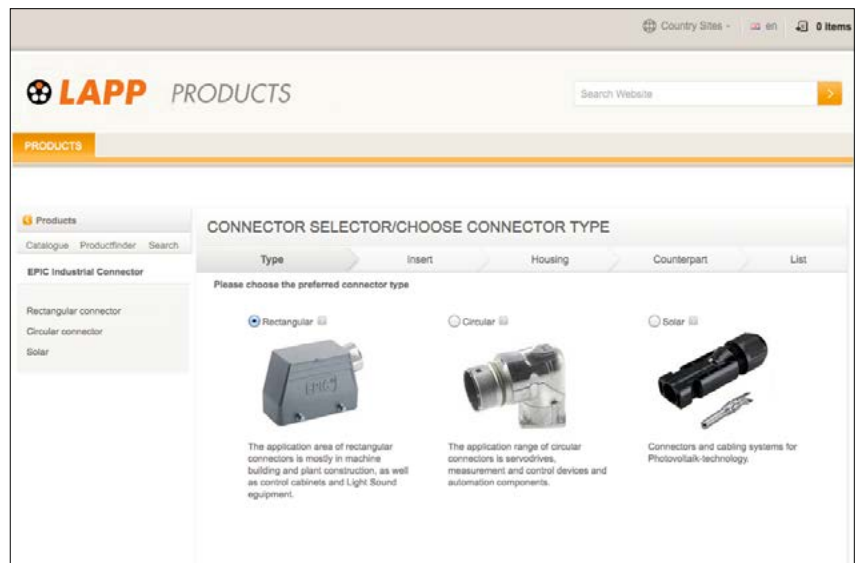 Country Sites
en
0 Items
LAPP PRODUCTS
Search Website
PRODUCTS
Products
Catalogue Productfinder Search
EPIC Industrial Connector
Rectangular connector
Circular connector
Solar
CONNECTOR SELECTOR/CHOOSE CONNECTOR TYPE
Type Insert Housing Counterpart List
Please choose the preferred connector type
Rectangular
Circular
Solar
EPIC
The application area of rectangular
connectors is mostly in machine
building and plant construction, as well
as control cabinets and Light Sound
equipment.
The application range of circular
connectors is servodrives,
measurement and control devices and
automation components.
Connectors and cabling systems for
Photovoltaik-technology.